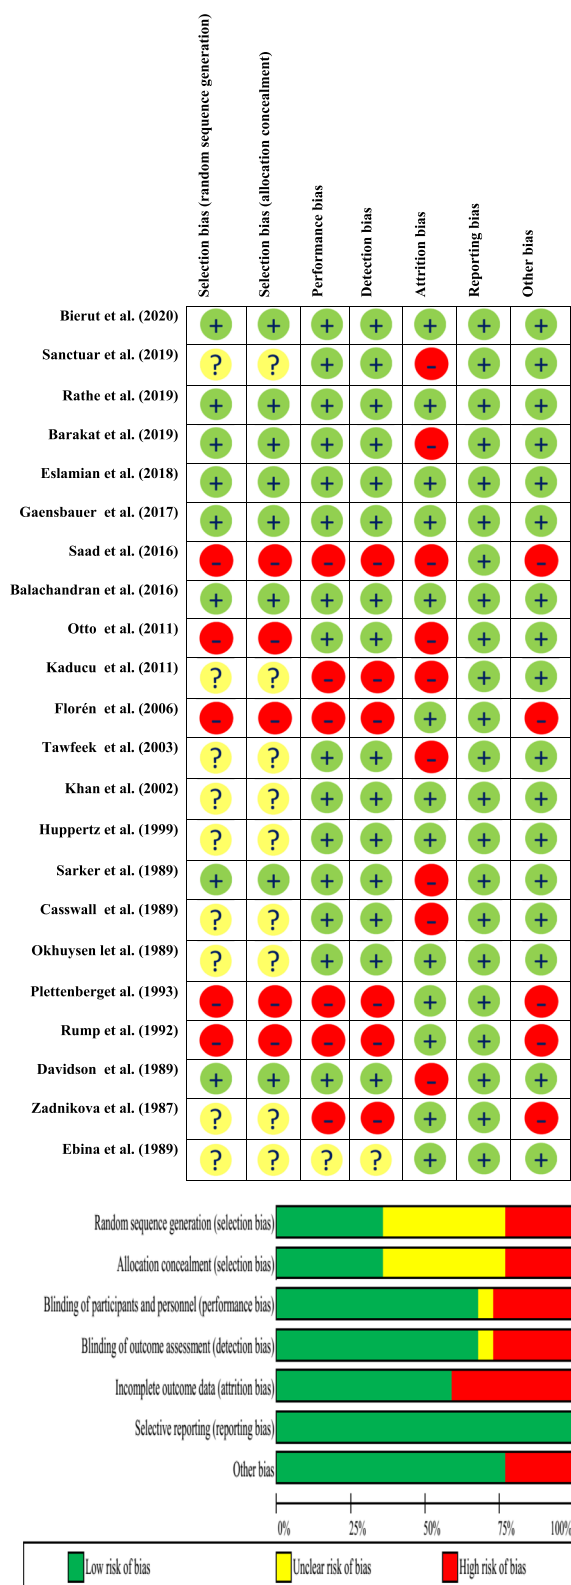 Selection bias (random sequence generation)
Selection bias (allocation concealment)
Performance bias
Detection bias
Attrition bias
Reporting bias
Other bias
Bierut et al. (2020) + + + + + + +
Sanctuar et al. (2019) ? ? + + - + +
Rathe et al. (2019) + + + + + + +
Barakat et al. (2019) + + + + - + +
Eslamian et al. (2018) + + + + + + +
Gaensbauer et al. (2017) + + + + + + +
Saad et al. (2016) - - - - - + -
Balachandran et al. (2016) + + + + + + +
Otto et al. (2011) - - + + - + +
Kaducu et al. (2011) ? ? - - - + +
Florén et al. (2006) - - - - + + -
Tawfeek et al. (2003) ? ? + + - + +
Khan et al. (2002) ? ? + + + + +
Huppertz et al. (1999) ? ? + + + + +
Sarker et al. (1989) + + + + - + +
Casswall et al. (1989) ? ? + + - + +
Okhuysen let al. (1989) ? ? + + + + +
Plettenberget al. (1993) - - - - + + -
Rump et al. (1992) - - - - + + -
Davidson et al. (1989) + + + + - + +
Zadnikova et al. (1987) ? ? - - + + -
Ebina et al. (1989) ? ? ? ? + + +
Random sequence generation (selection bias)
Allocation concealment (selection bias)
Blinding of participants and personnel (performance bias)
Blinding of outcome assessment (detection bias)
Incomplete outcome data (attrition bias)
Selective reporting (reporting bias)
Other bias
0% 25% 50% 75% 100%
Low risk of bias Unclear risk of bias High risk of bias